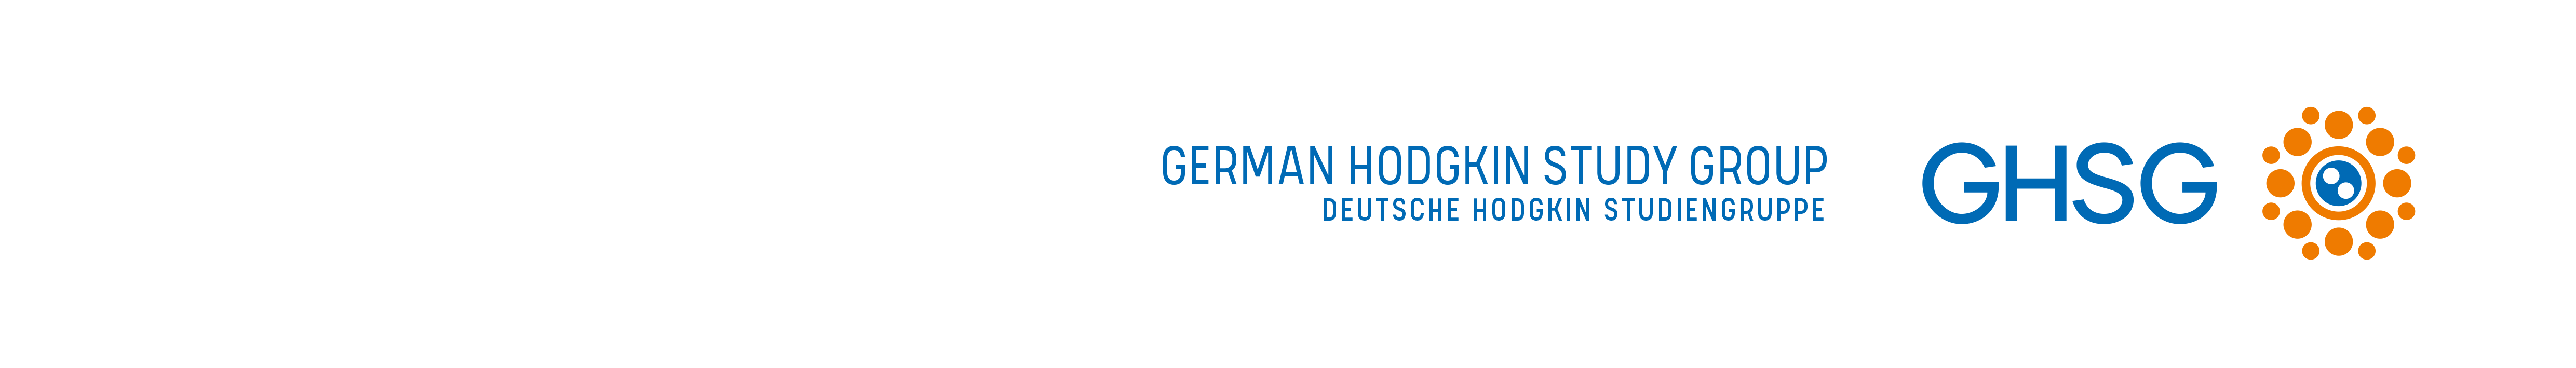 GERMAN HODGKIN STUDY GROUP
DEUTSCHE HODGKIN STUDIENGRUPPE
GHSG